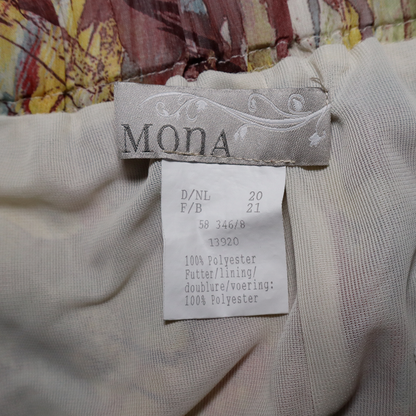 MONA
D/NL 20
F/B 21
58 346/8
13920
100% Polyester
Futter/lining/
doublure/voering:
100% Polyester